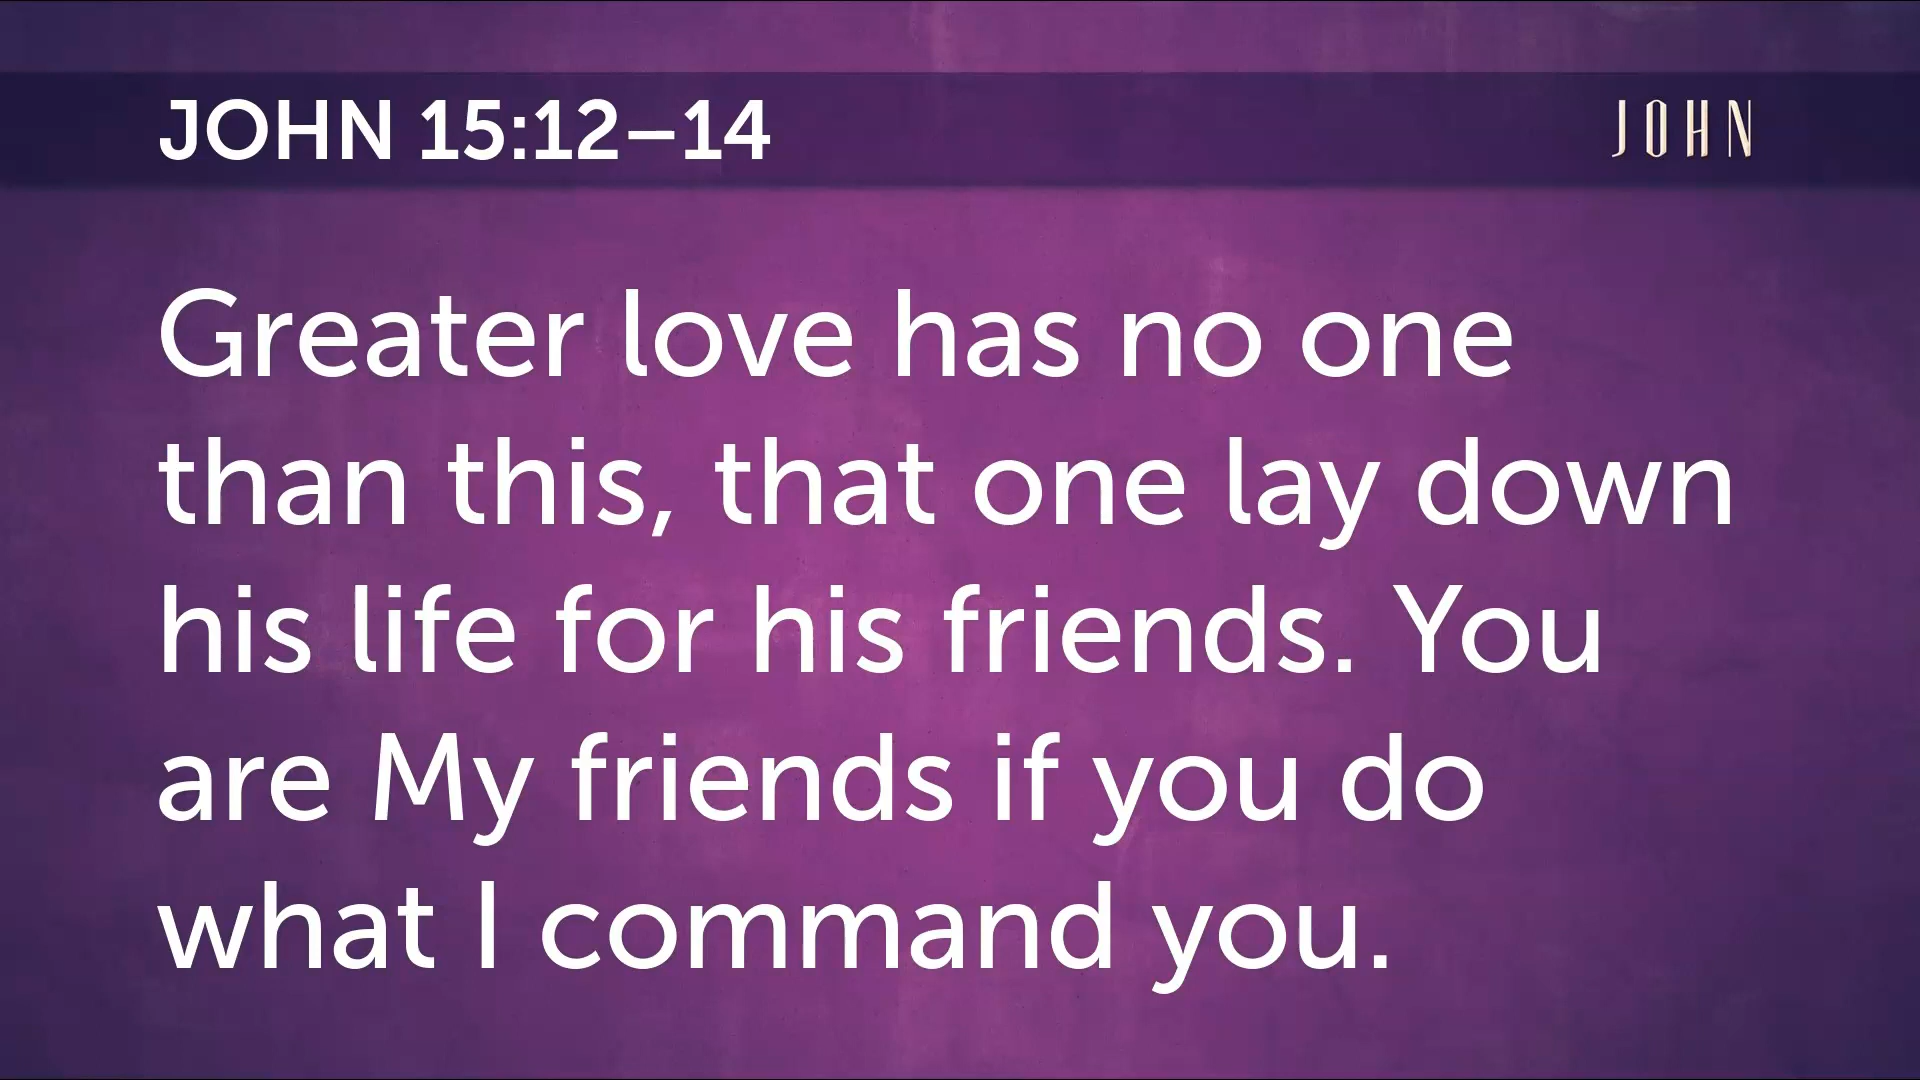 JOHN 15:12–14
JOHN
Greater love has no one
than this, that one lay down
his life for his friends. You
are My friends if you do
what I command you.